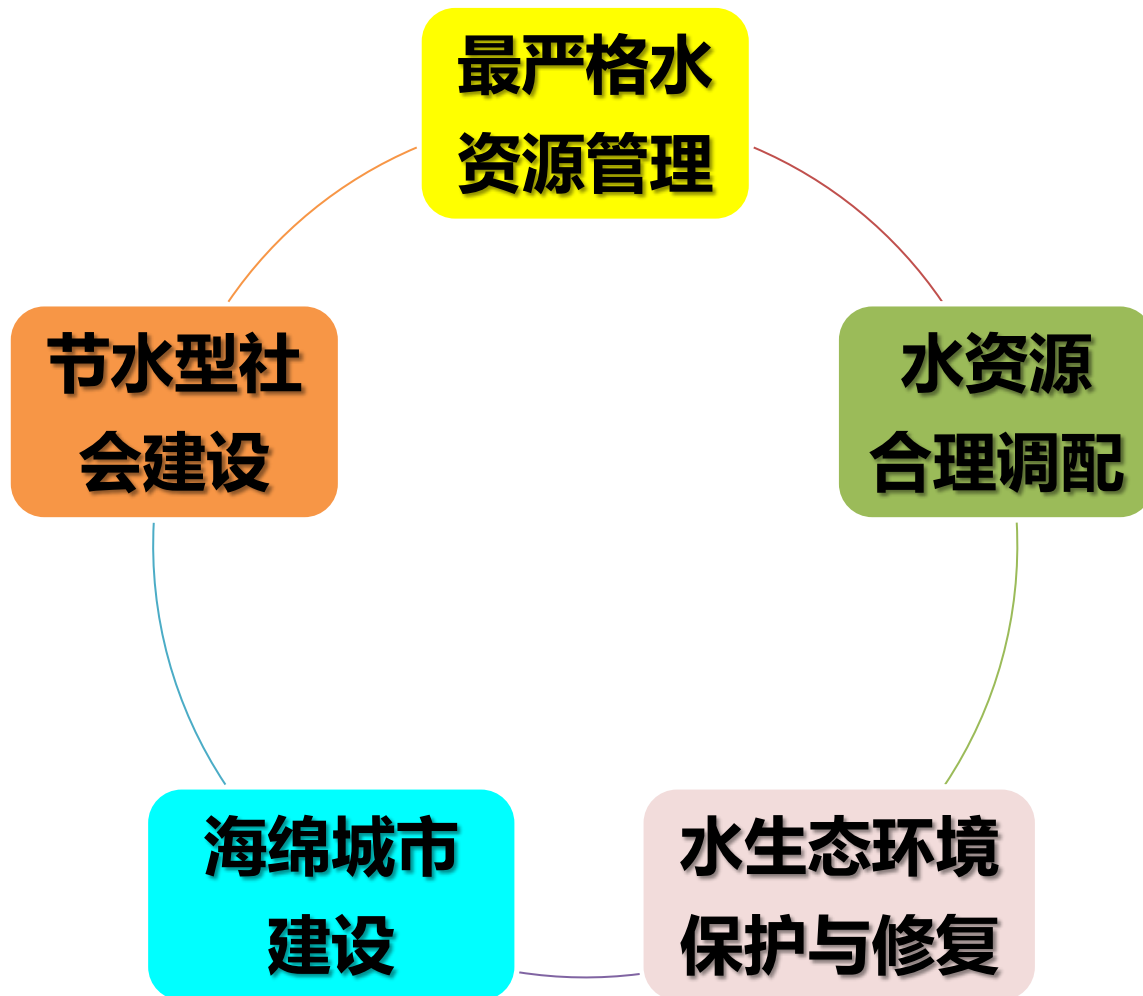 最严格水
资源管理
水资源
合理调配
水生态环境
保护与修复
海绵城市
建设
节水型社
会建设